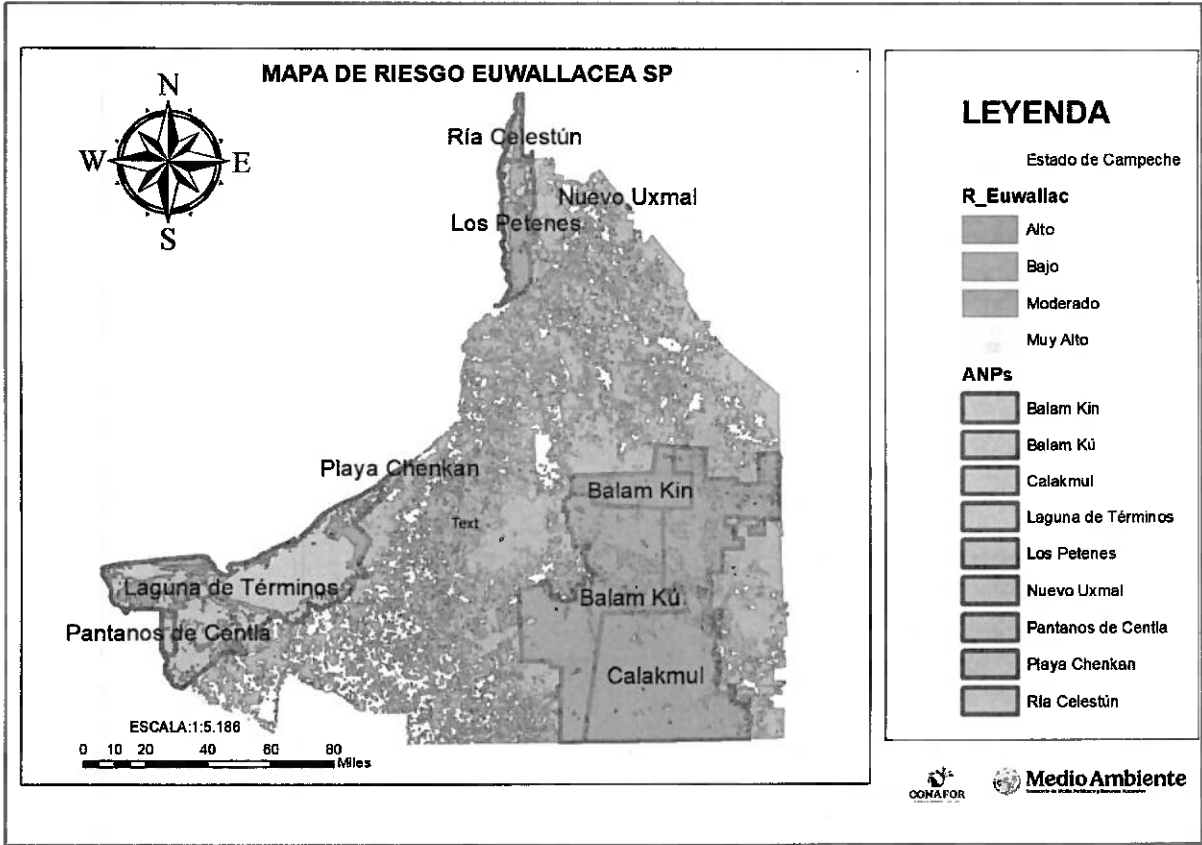 MAPA DE RIESGO EUWALLACEA SP
N
W
E
S
Ría Celestún
Nuevo Uxmal
Los Petenes
Playa Chenkan
Balam Kin
Text
Laguna de Términos
Balam Kú
Pantanos de Centla
Calakmul
ESCALA:1:5.186
0 10 20 40 60 80
Miles
LEYENDA
Estado de Campeche
R_Euwallac
Alto
Bajo
Moderado
Muy Alto
ANPs
Balam Kin
Balam Kú
Calakmul
Laguna de Términos
Los Petenes
Nuevo Uxmal
Pantanos de Centla
Playa Chenkan
Ría Celestún
CONAFOR
Medio Ambiente